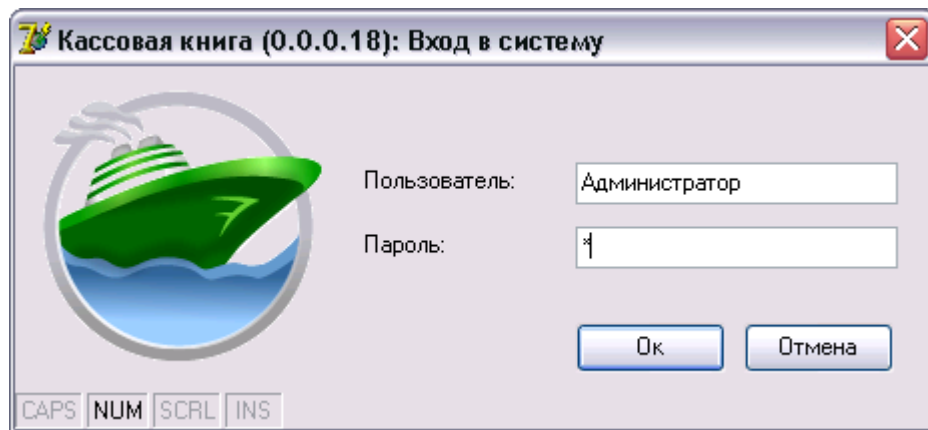 Кассовая книга (0.0.0.18): Вход в систему
Пользователь: Администратор
Пароль: *
Ок Отмена
CAPS NUM SCRL INS